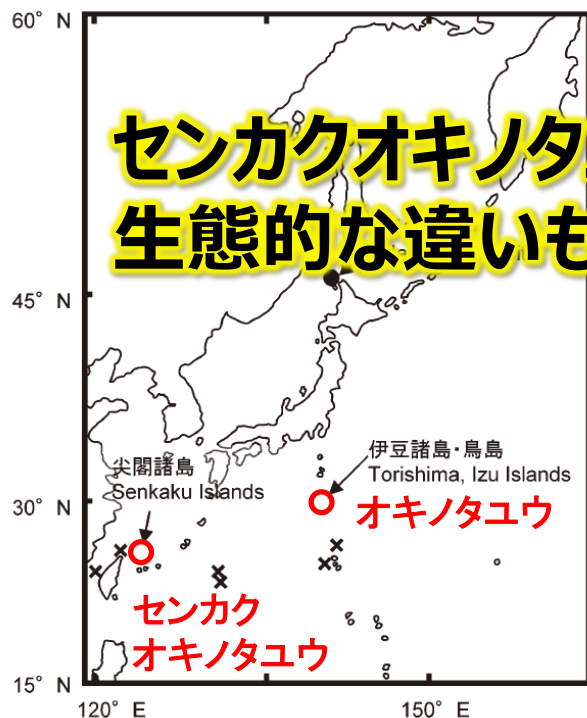 60° N
センカクオキノタ
生態的な違いも
45° N
尖閣諸島
Senkaku Islands
伊豆諸島・鳥島
Torishima, Izu Islands
オキノタユウ
30° N
センカク
オキノタユウ
15° N
120° E
150° E